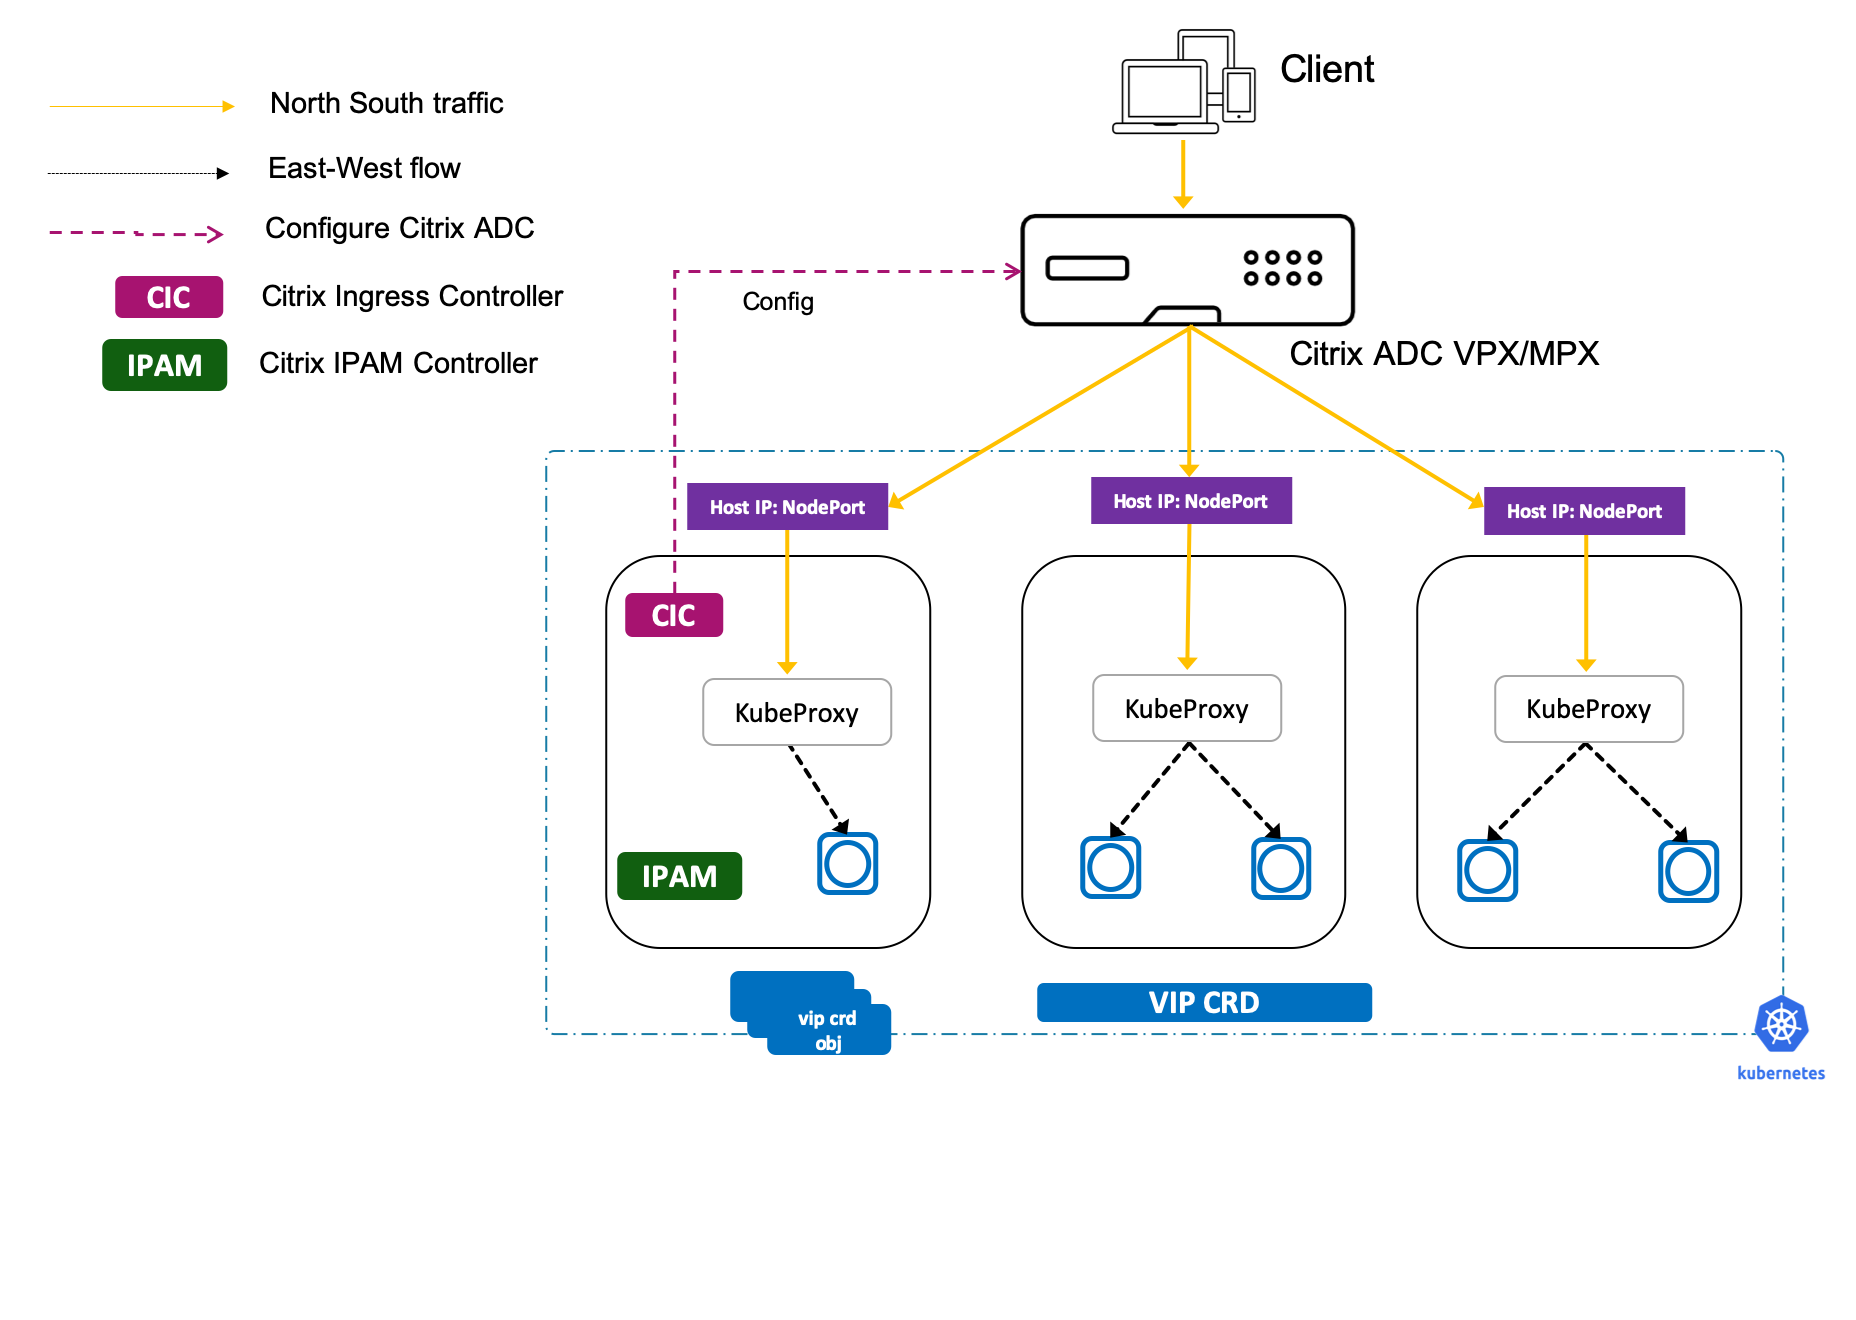 Client
North South traffic
East-West flow
Configure Citrix ADC
CIC
Citrix Ingress Controller
Config
IPAM
Citrix IPAM Controller
Citrix ADC VPX/MPX
Host IP: NodePort
Host IP: NodePort
Host IP: NodePort
CIC
KubeProxy
KubeProxy
KubeProxy
IPAM
vip crd
obj
VIP CRD
kubernetes